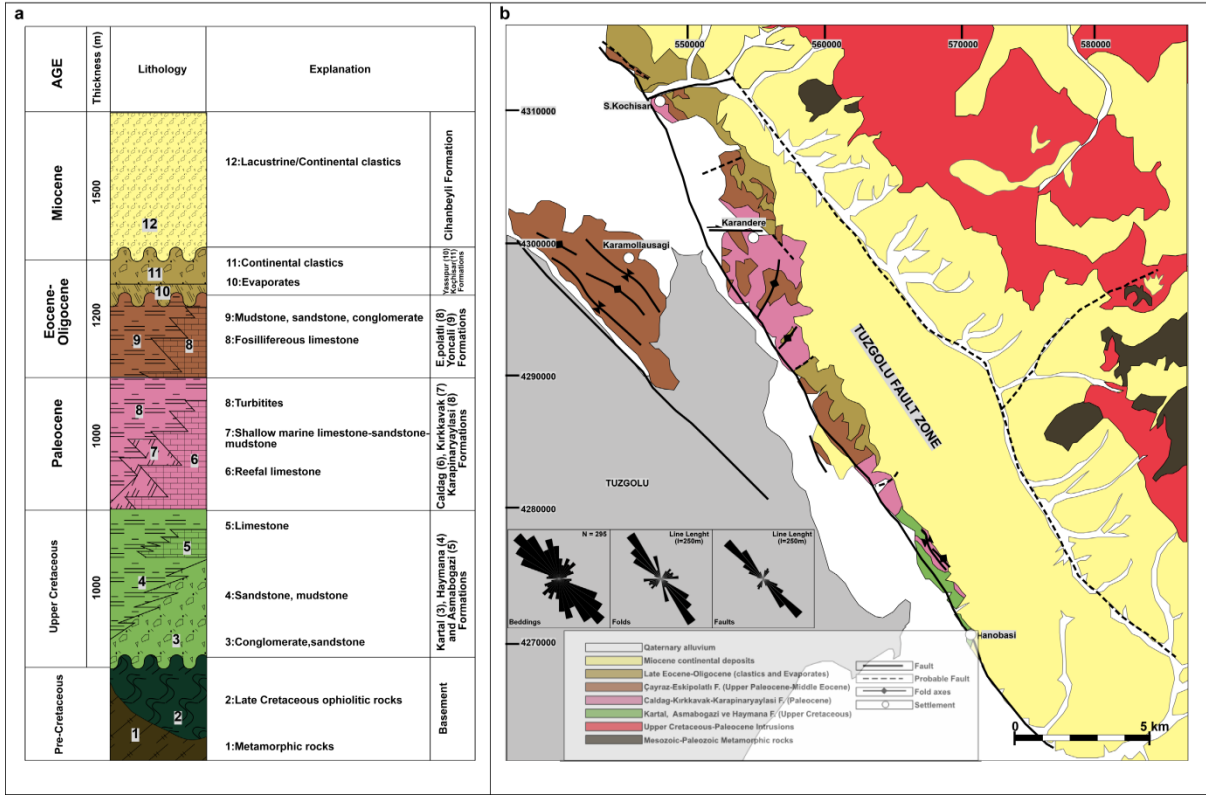 a
AGE
Thickness (m)
Lithology
Explanation
Miocene
1500
12
12:Lacustrine/Continental clastics
Cihanbeyli Formation
Eocene-
Oligocene
1200
11
10
9
8
11:Continental clastics
10:Evaporates
Yassıpur (10)
Koçhisar(11)
Formations
9:Mudstone, sandstone, conglomerate
8:Fosillifereous limestone
E.polatlı (8)
Yoncali (9)
Formations
Paleocene
1000
8
7
6
8:Turbitites
7:Shallow marine limestone-sandstone-
mudstone
6:Reefal limestone
Caldag (6), Kırkkavak (7)
Karapinaryaylasi (8)
Formations
Upper Cretaceous
1000
5
4
3
5:Limestone
4:Sandstone, mudstone
3:Conglomerate,sandstone
Kartal (3), Haymana (4)
and Asmabogazi (5)
Formations
Pre-Cretaceous
2
1
2:Late Cretaceous ophiolitic rocks
1:Metamorphic rocks
Basement
b
550000
560000
570000
580000
4310000
4300000
4290000
4280000
4270000
S.Kochisar
Karandere
Karamollausagi
TUZGOLU FAULT ZONE
TUZGOLU
Hanobasi
N = 295
Beddings
Line Lenght
(l=250m)
Folds
Line Lenght
(l=250m)
Faults
Qaternary alluvium
Miocene continental deposits
Late Eocene-Oligocene (clastics and Evaporates)
Çayraz-Eskipolatlı F. (Upper Paleocene-Middle Eocene)
Caldag-Kırkkavak-Karapinaryaylasi F. (Paleocene)
Kartal, Asmabogazi ve Haymana F. (Upper Cretaceous)
Upper Cretaceous-Paleocene Intrusions
Mesozoic-Paleozoic Metamorphic rocks
Fault
Probable Fault
Fold axes
Settlement
0
5 km